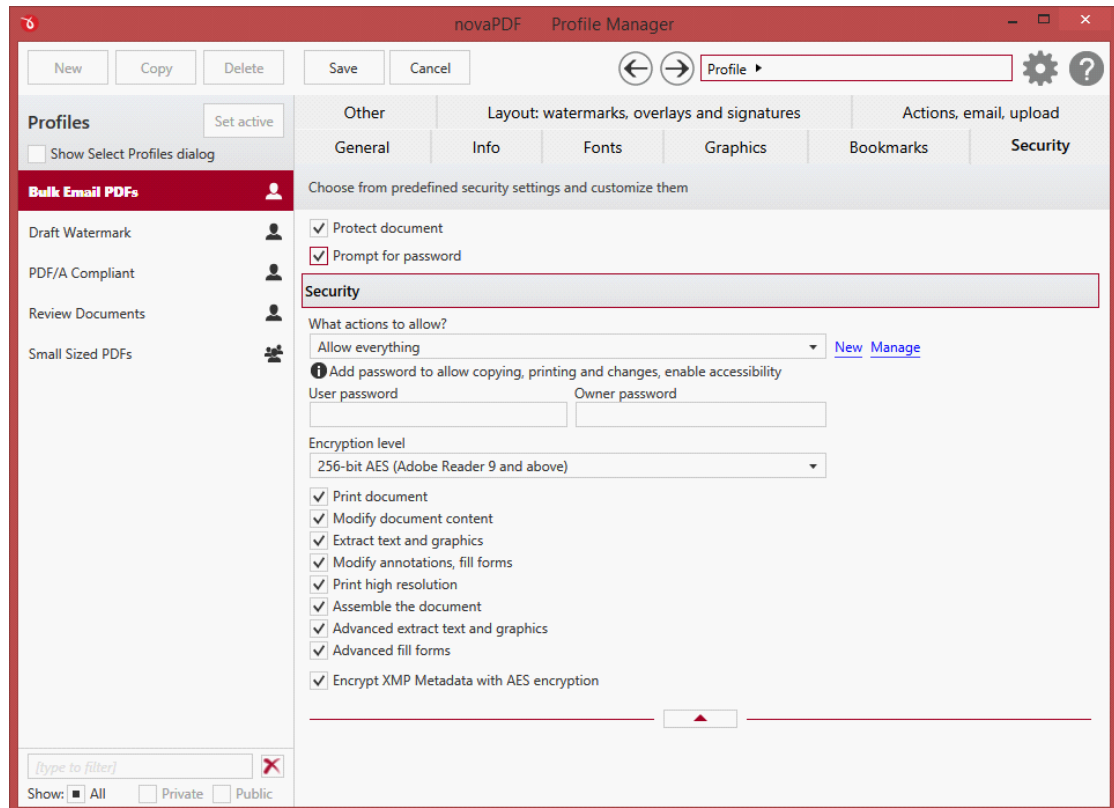 novaPDF Profile Manager
New Copy Delete Save Cancel Profile
Profiles Set active
Show Select Profiles dialog
Other Layout: watermarks, overlays and signatures Actions, email, upload
General Info Fonts Graphics Bookmarks Security
Bulk Email PDFs
Draft Watermark
PDF/A Compliant
Review Documents
Small Sized PDFs
Choose from predefined security settings and customize them
Protect document
Prompt for password
Security
What actions to allow?
Allow everything New Manage
Add password to allow copying, printing and changes, enable accessibility
User password Owner password
Encryption level
256-bit AES (Adobe Reader 9 and above)
Print document
Modify document content
Extract text and graphics
Modify annotations, fill forms
Print high resolution
Assemble the document
Advanced extract text and graphics
Advanced fill forms
Encrypt XMP Metadata with AES encryption
[type to filter]
Show: All Private Public